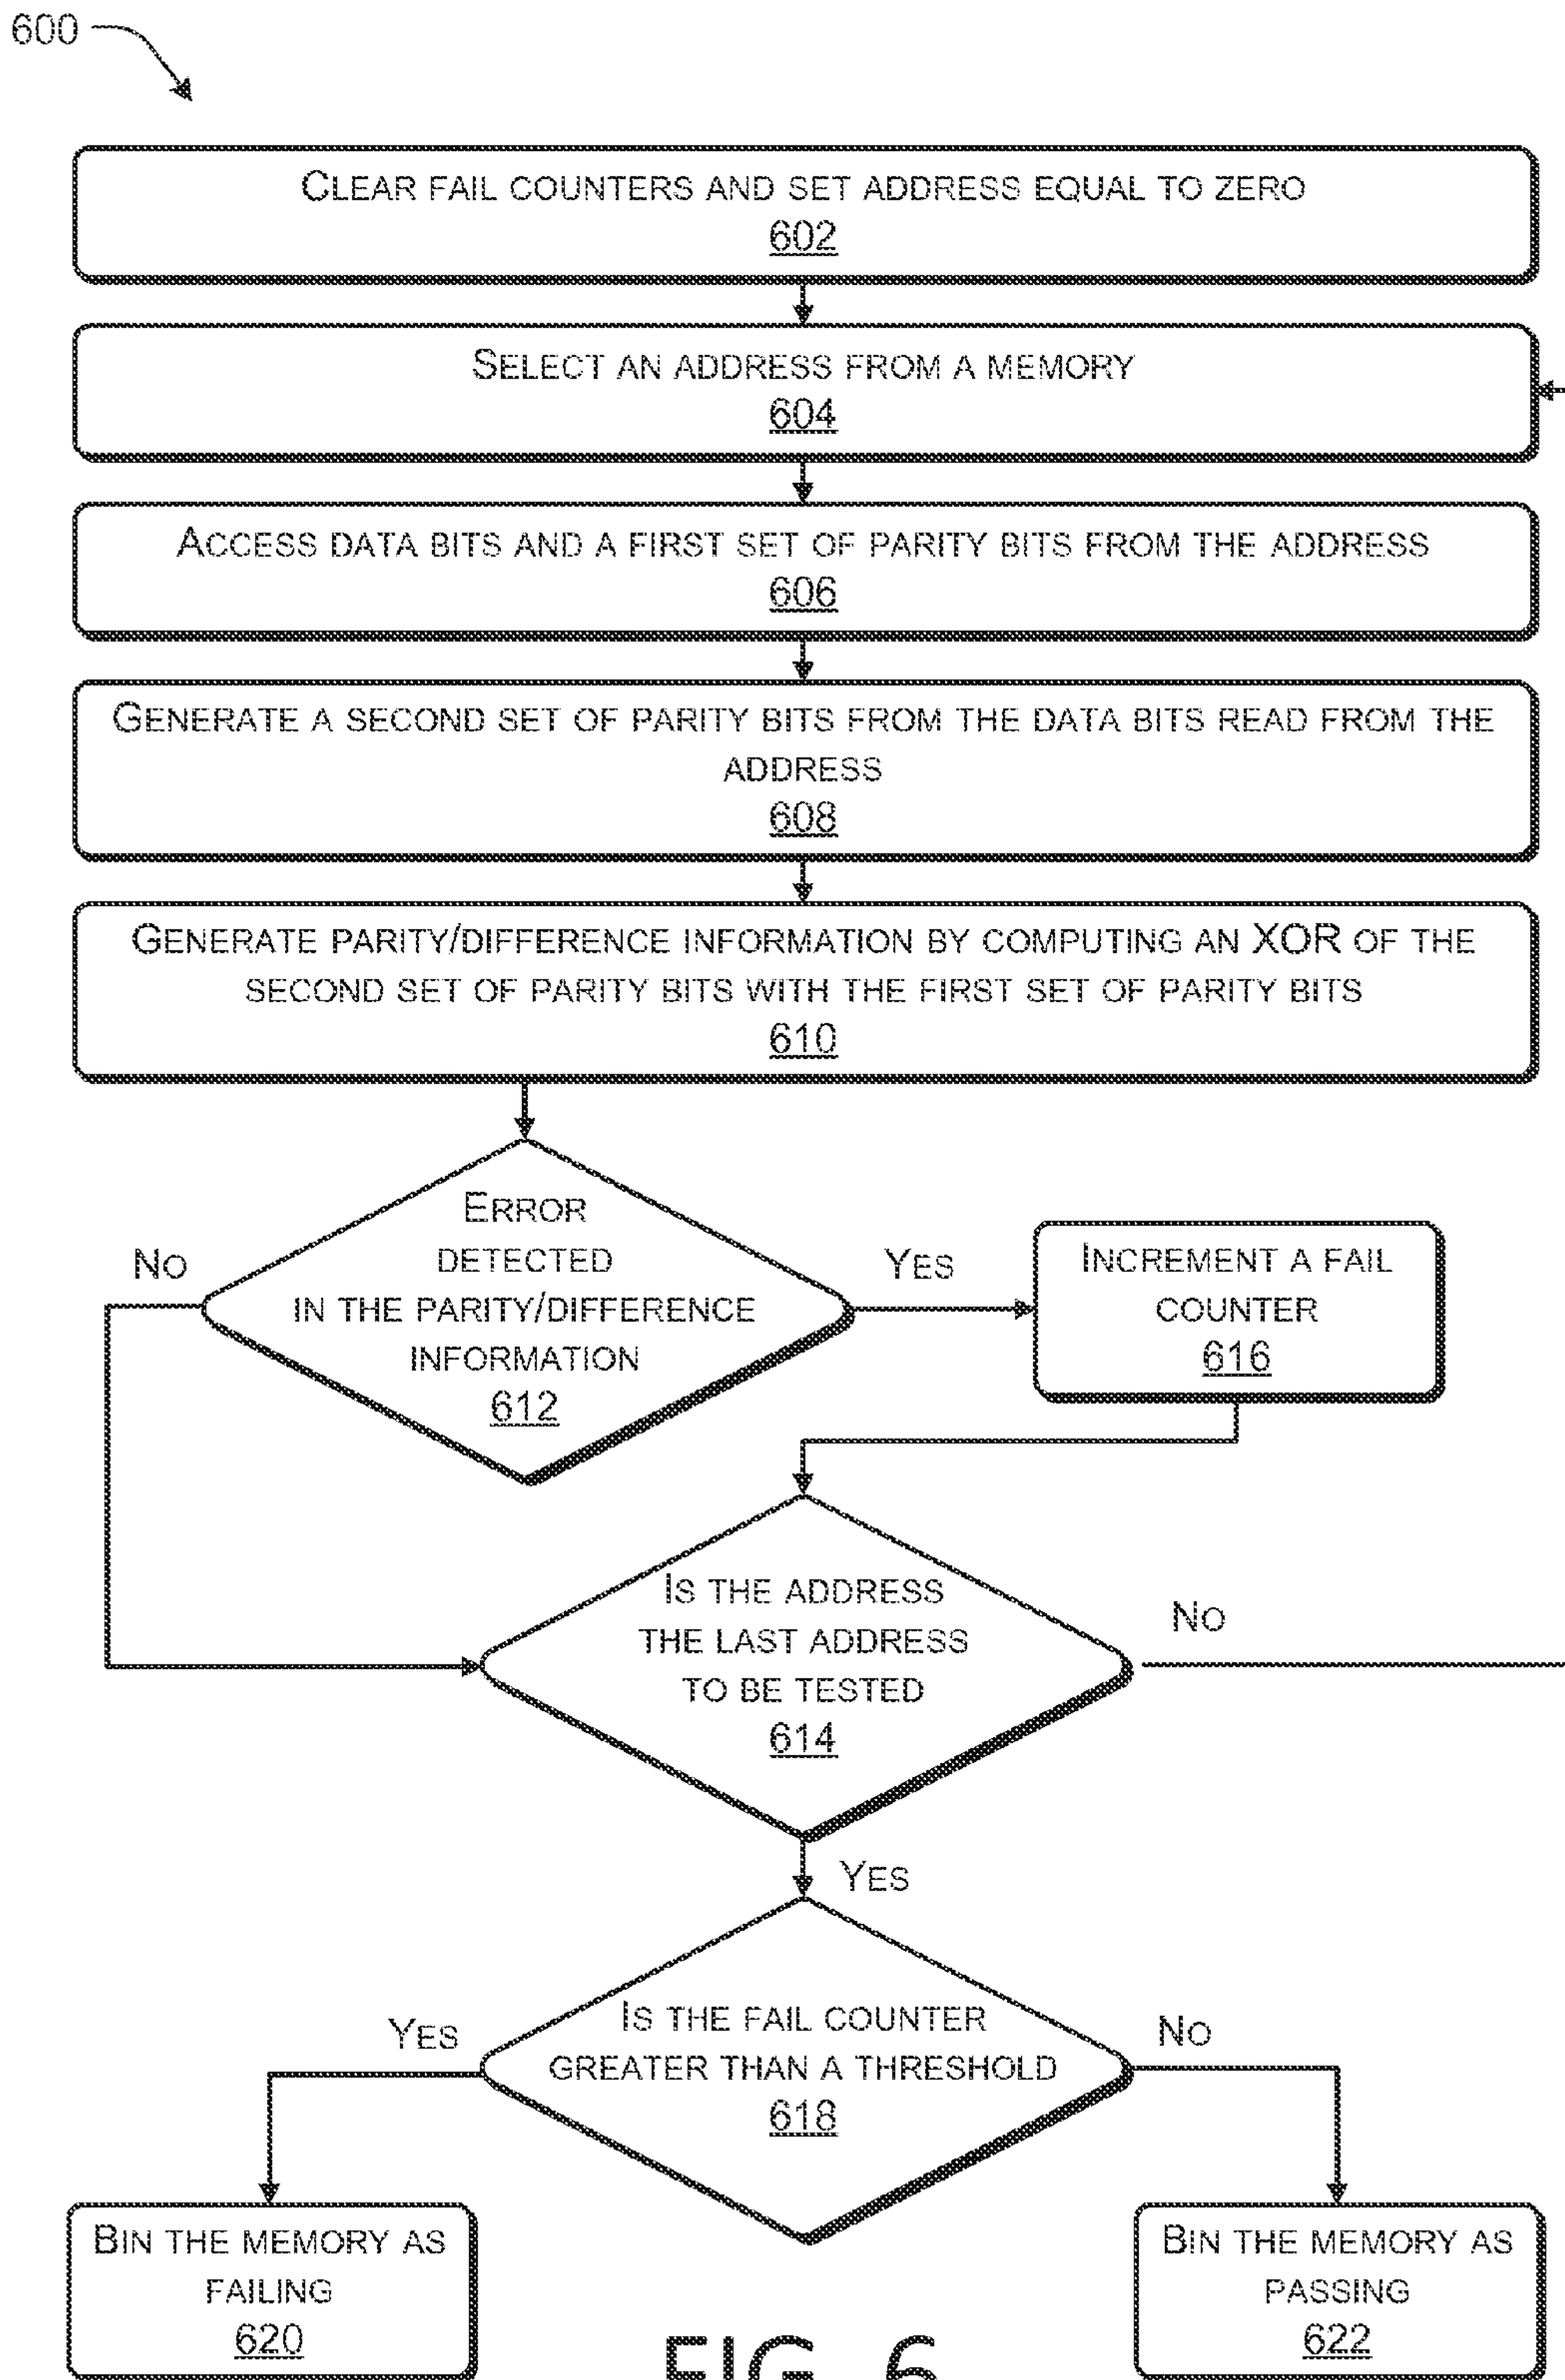 600
CLEAR FAIL COUNTERS AND SET ADDRESS EQUAL TO ZERO
602
SELECT AN ADDRESS FROM A MEMORY
604
ACCESS DATA BITS AND A FIRST SET OF PARITY BITS FROM THE ADDRESS
606
GENERATE A SECOND SET OF PARITY BITS FROM THE DATA BITS READ FROM THE
ADDRESS
608
GENERATE PARITY/DIFFERENCE INFORMATION BY COMPUTING AN XOR OF THE
SECOND SET OF PARITY BITS WITH THE FIRST SET OF PARITY BITS
610
ERROR
DETECTED
IN THE PARITY/DIFFERENCE
INFORMATION
612
NO
YES
INCREMENT A FAIL
COUNTER
616
IS THE ADDRESS
THE LAST ADDRESS
TO BE TESTED
614
NO
YES
IS THE FAIL COUNTER
GREATER THAN A THRESHOLD
618
YES
NO
BIN THE MEMORY AS
FAILING
620
BIN THE MEMORY AS
PASSING
622
FIG. 6